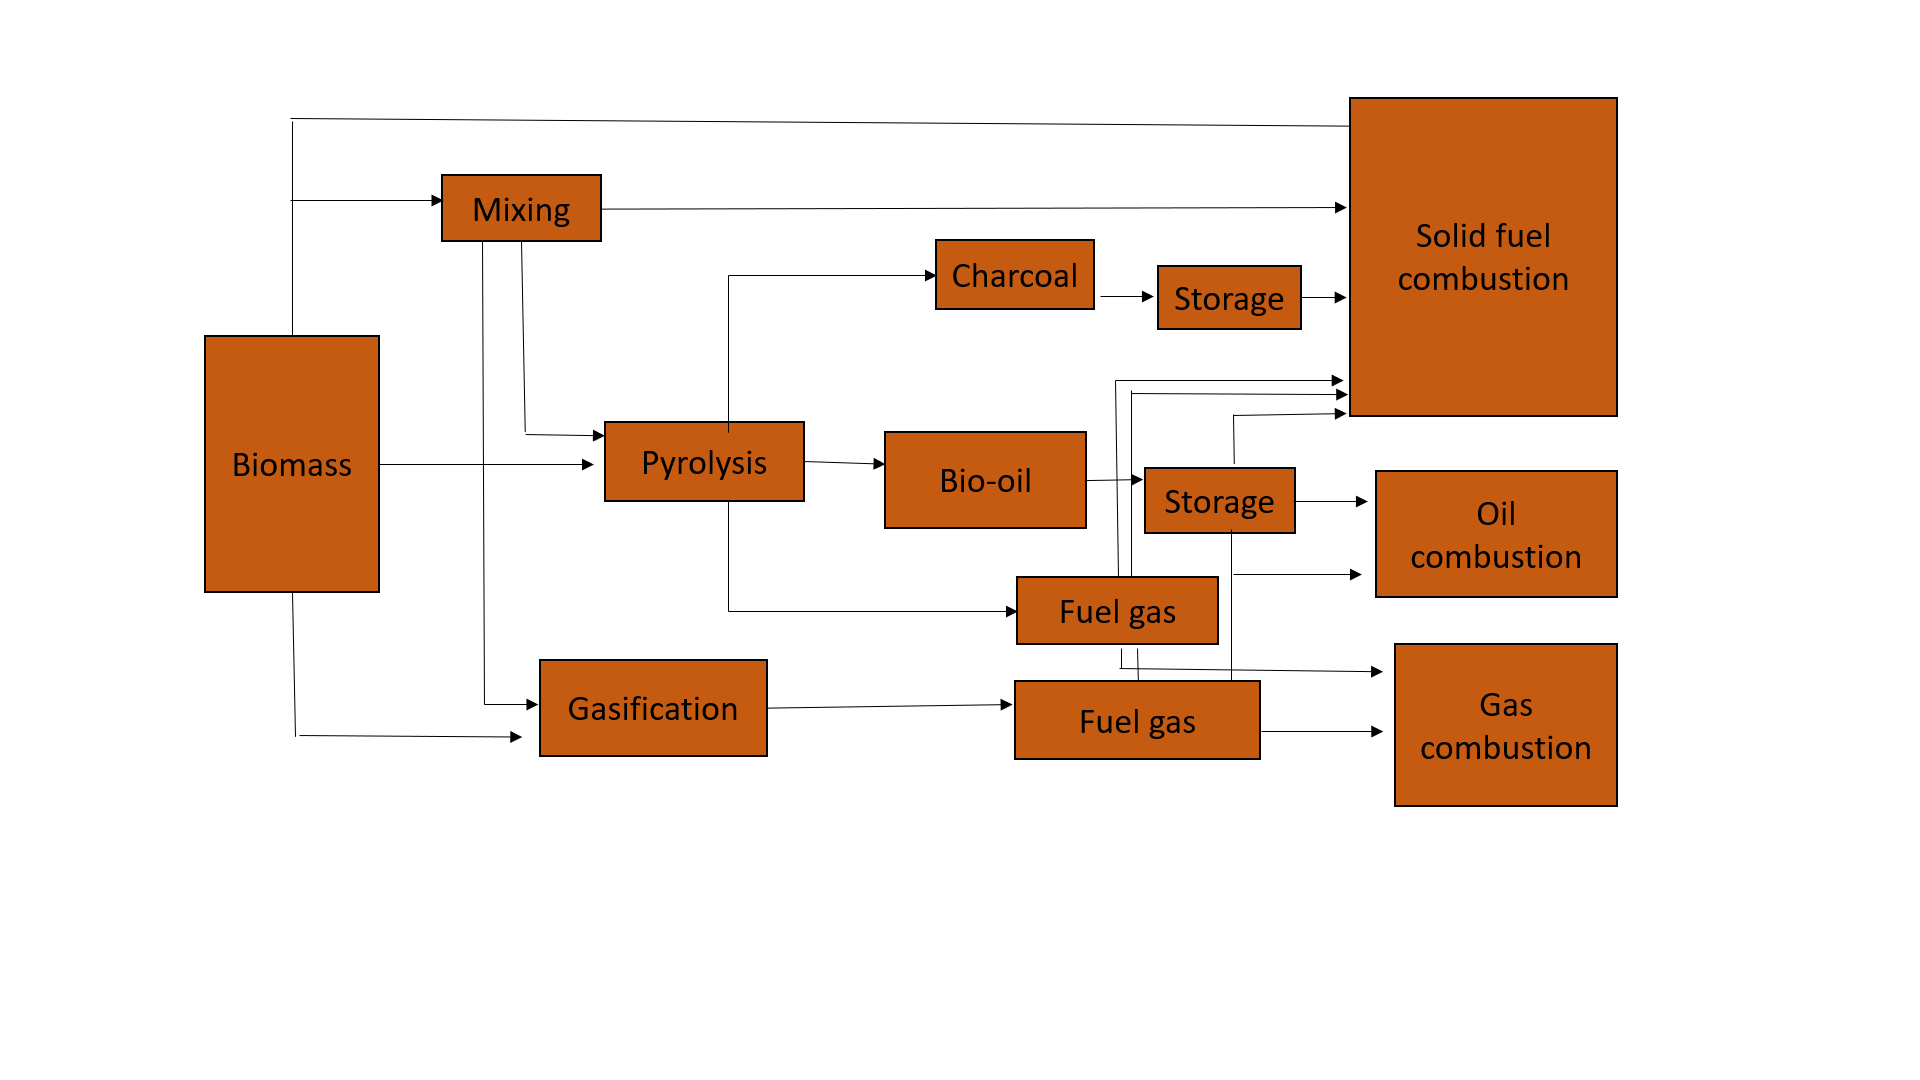 Mixing
Solid fuel
combustion
Charcoal
Storage
Biomass
Pyrolysis
Bio-oil
Storage
Oil
combustion
Fuel gas
Gasification
Fuel gas
Gas
combustion